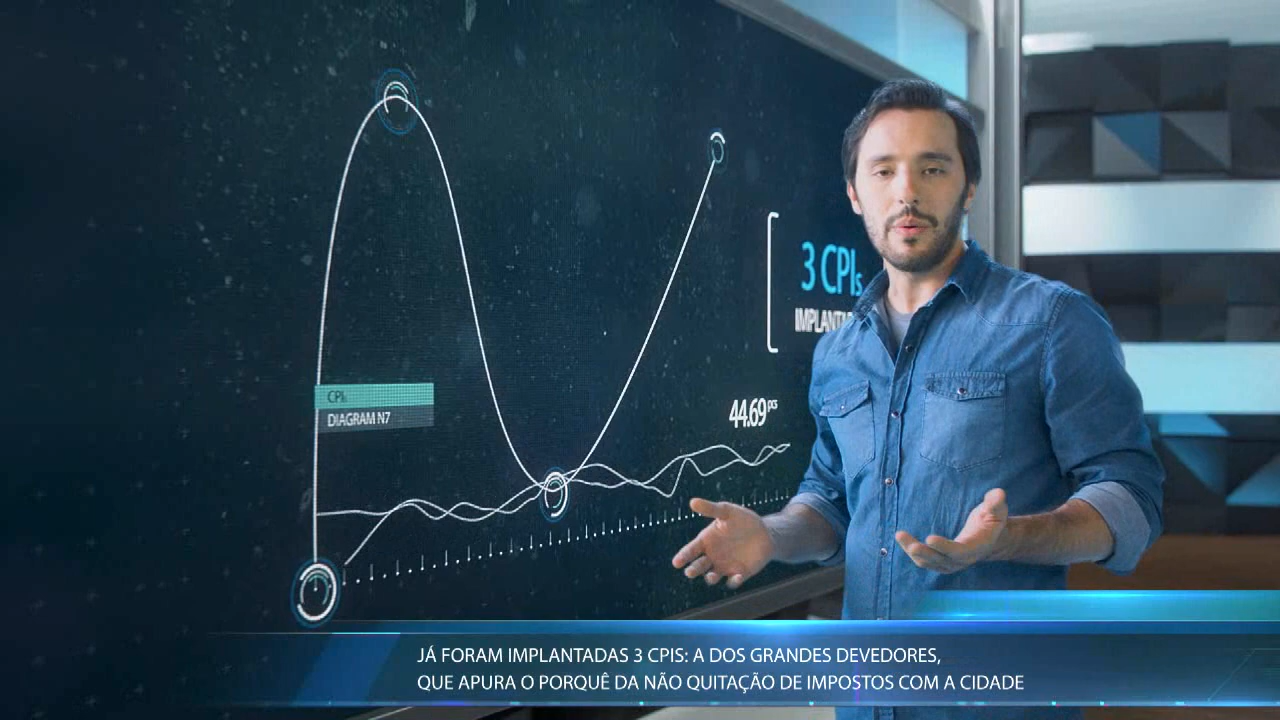 3 CPIs
44.69 pcs
CPIs
DIAGRAM N7
JÁ FORAM IMPLANTADAS 3 CPIS: A DOS GRANDES DEVEDORES,
QUE APURA O PORQUÊ DA NÃO QUITAÇÃO DE IMPOSTOS COM A CIDADE